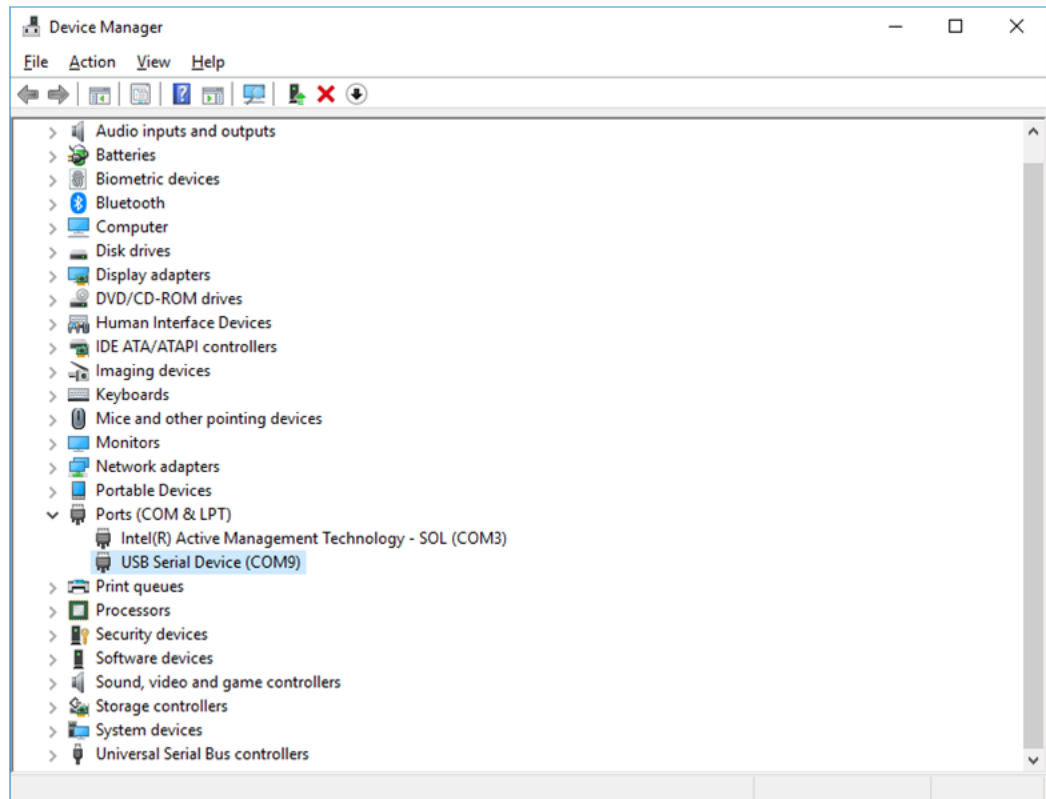 Device Manager
File Action View Help
Audio inputs and outputs
Batteries
Biometric devices
Bluetooth
Computer
Disk drives
Display adapters
DVD/CD-ROM drives
Human Interface Devices
IDE ATA/ATAPI controllers
Imaging devices
Keyboards
Mice and other pointing devices
Monitors
Network adapters
Portable Devices
Ports (COM & LPT)
Intel(R) Active Management Technology - SOL (COM3)
USB Serial Device (COM9)
Print queues
Processors
Security devices
Software devices
Sound, video and game controllers
Storage controllers
System devices
Universal Serial Bus controllers